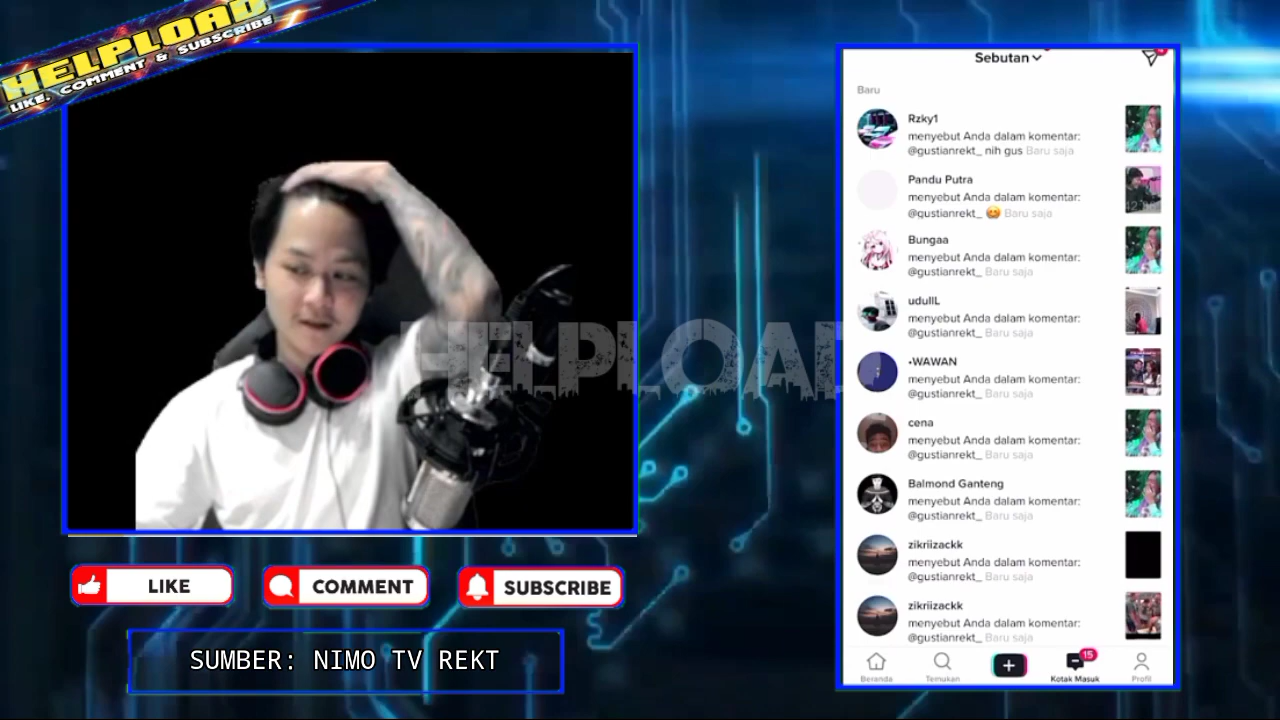 HELPLOAD
LIKE, COMMENT & SUBSCRIBE
HELPLOAD
LIKE
COMMENT
SUBSCRIBE
SUMBER: NIMO TV REKT
Sebutan
Baru
Rzky1
menyebut Anda dalam komentar:
@gustianrekt_ nih gus Baru saja
Pandu Putra
menyebut Anda dalam komentar:
@gustianrekt_ 😋 Baru saja
Bungaa
menyebut Anda dalam komentar:
@gustianrekt_ Baru saja
udullL
menyebut Anda dalam komentar:
@gustianrekt_ Baru saja
•WAWAN
menyebut Anda dalam komentar:
@gustianrekt_ Baru saja
cena
menyebut Anda dalam komentar:
@gustianrekt_ Baru saja
Balmond Ganteng
menyebut Anda dalam komentar:
@gustianrekt_ Baru saja
zikriizackk
menyebut Anda dalam komentar:
@gustianrekt_ Baru saja
zikriizackk
menyebut Anda dalam komentar:
@gustianrekt_ Baru saja
15
Beranda
Temukan
Kotak Masuk
Profil